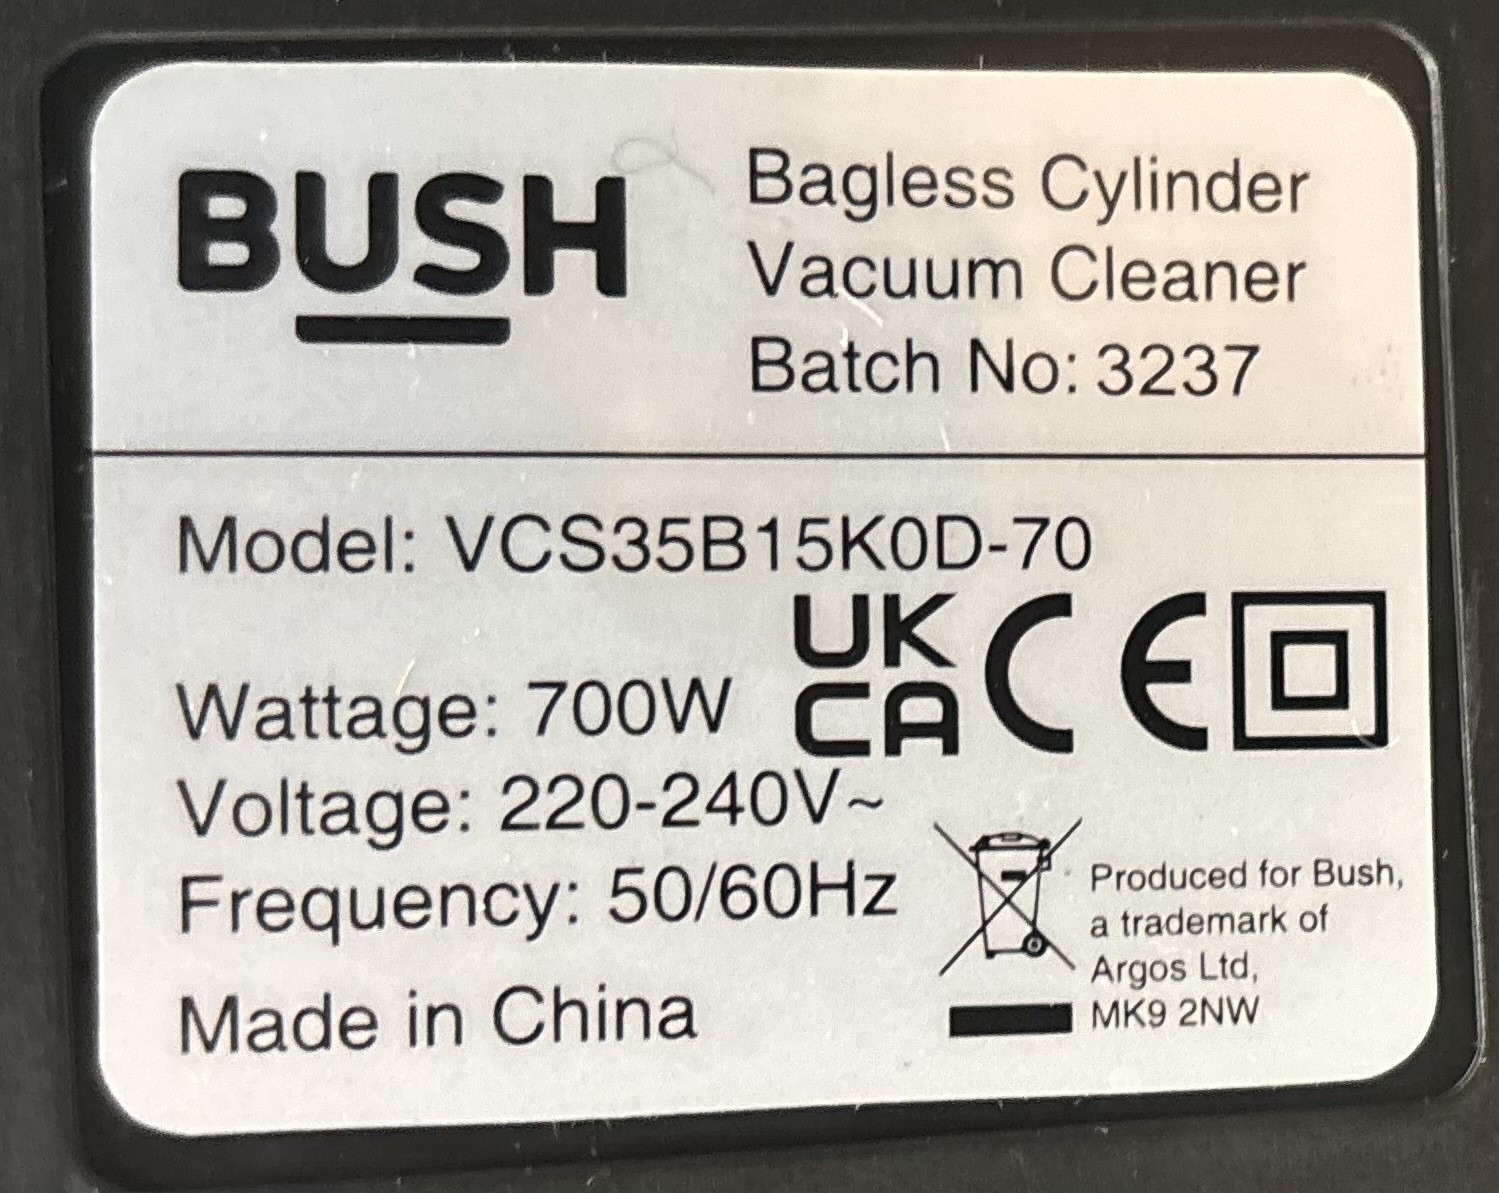 BUSH
Bagless Cylinder
Vacuum Cleaner
Batch No: 3237
Model: VCS35B15K0D-70
Wattage: 700W
UK
CA
CE
Voltage: 220-240V~
Frequency: 50/60Hz
Made in China
Produced for Bush,
a trademark of
Argos Ltd,
MK9 2NW